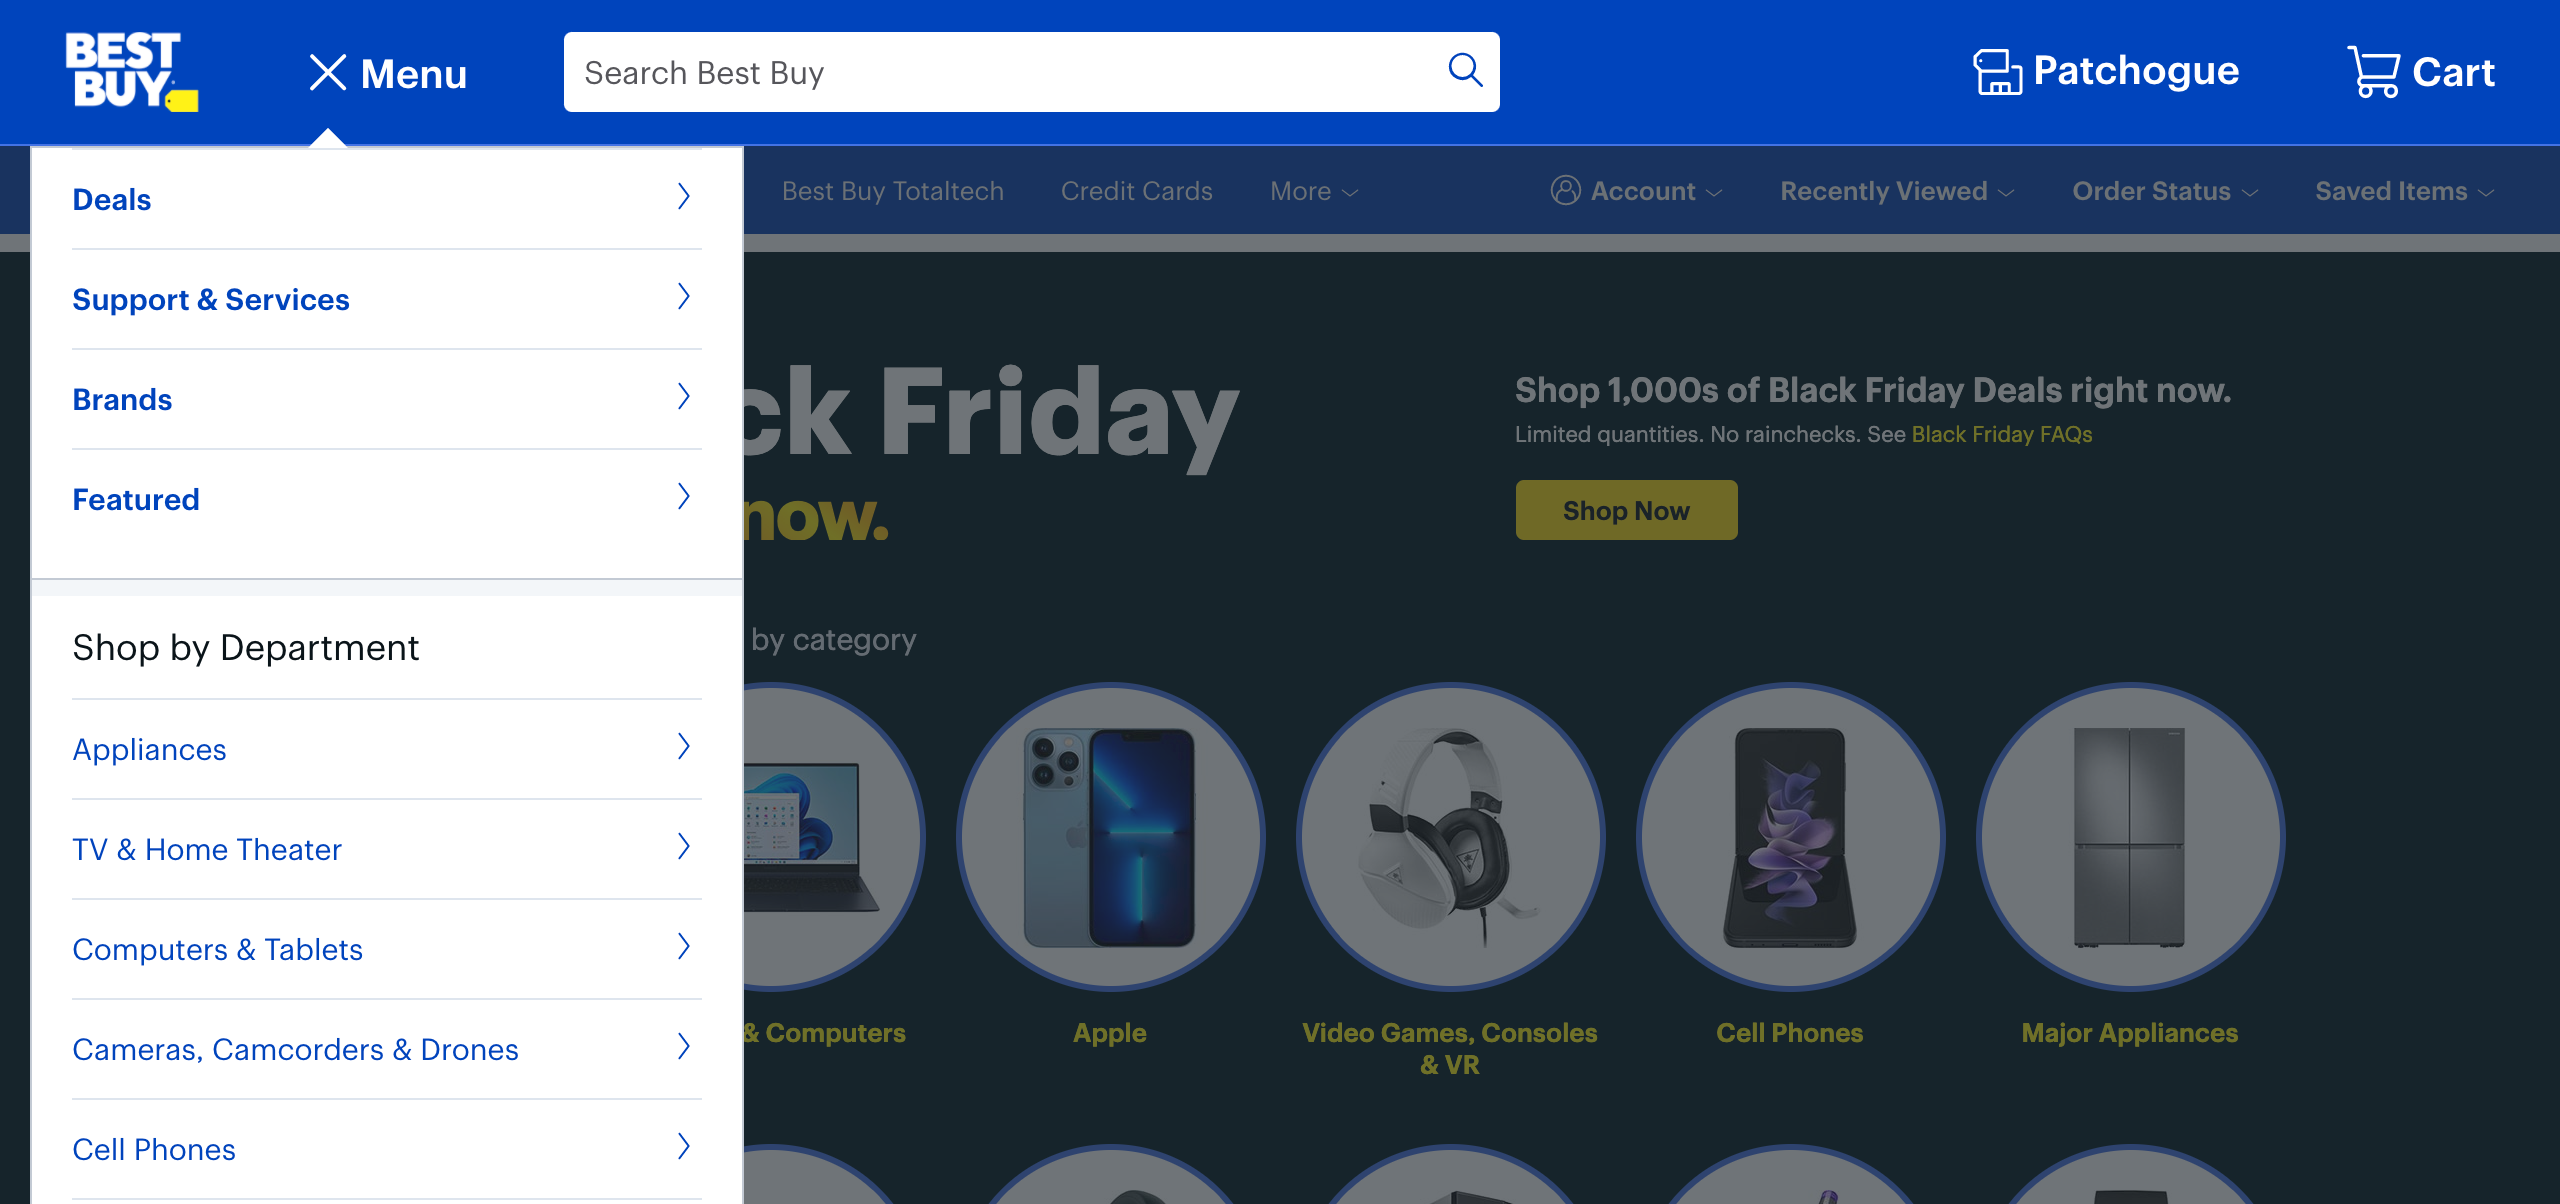 BEST
BUY
Menu
Search Best Buy
Patchogue
Cart
Best Buy Totaltech
Credit Cards
More
Account
Recently Viewed
Order Status
Saved Items
Deals
Support & Services
Brands
Featured
Shop by Department
Appliances
TV & Home Theater
Computers & Tablets
Cameras, Camcorders & Drones
Cell Phones
ck Friday
now.
Shop 1,000s of Black Friday Deals right now.
Limited quantities. No rainchecks. See Black Friday FAQs
Shop Now
by category
& Computers
Apple
Video Games, Consoles
& VR
Cell Phones
Major Appliances